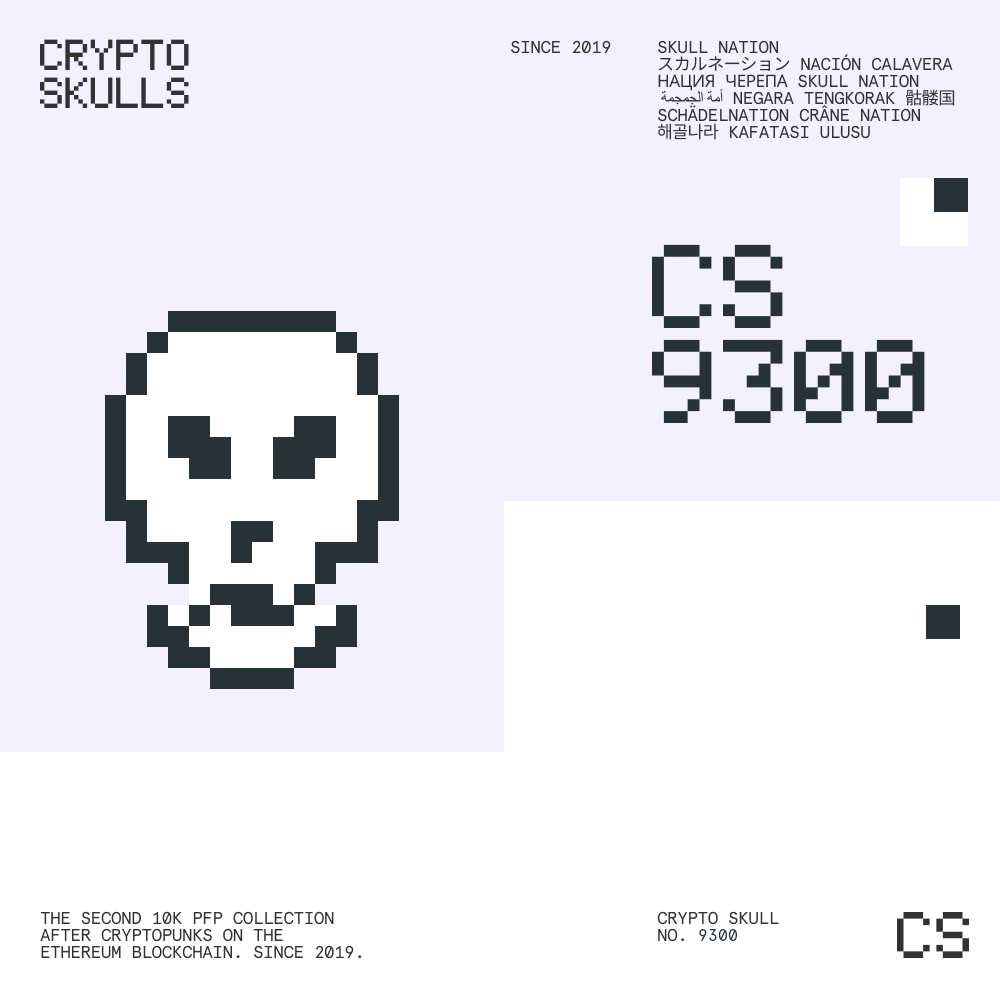 CRYPTO
SKULLS
SINCE 2019
SKULL NATION
スカルネーション NACIÓN CALAVERA
НАЦИЯ ЧЕРЕПА SKULL NATION
أمة الجمجمة NEGARA TENGKORAK 骷髅国
SCHÄDELNATION CRÂNE NATION
해골나라 KAFATASI ULUSU
CS
9300
THE SECOND 10K PFP COLLECTION
AFTER CRYPTOPUNKS ON THE
ETHEREUM BLOCKCHAIN. SINCE 2019.
CRYPTO SKULL
NO. 9300
CS